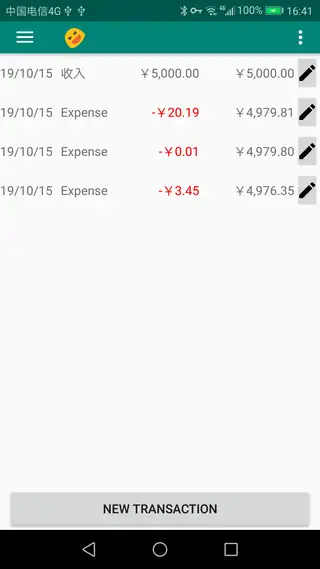 中国电信4G 4G 100% 16:41
19/10/15 收入 ￥5,000.00 ￥5,000.00
19/10/15 Expense -￥20.19 ￥4,979.81
19/10/15 Expense -￥0.01 ￥4,979.80
19/10/15 Expense -￥3.45 ￥4,976.35
NEW TRANSACTION